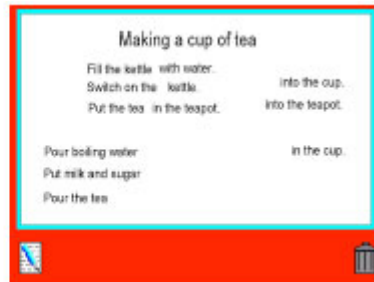 Making a cup of tea
Fill the kettle with water.
Switch on the kettle.
into the cup.
Put the tea in the teapot.
into the teapot.
Pour boiling water
in the cup.
Put milk and sugar
Pour the tea